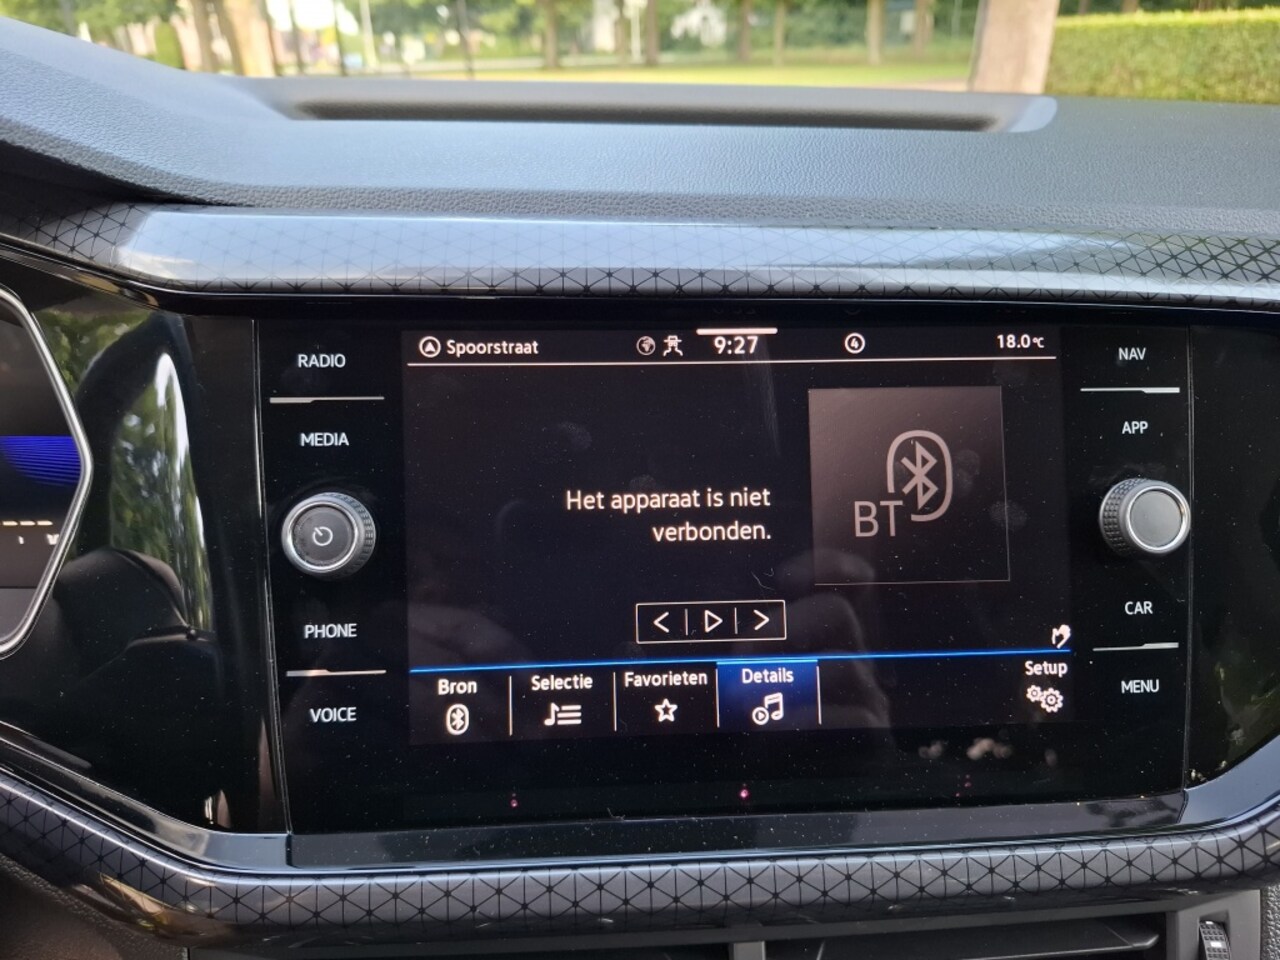 Spoorstraat
9:27
4
18.0°C
RADIO
MEDIA
PHONE
VOICE
Het apparaat is niet
verbonden.
BT
Bron
Selectie
Favorieten
Details
Setup
NAV
APP
CAR
MENU